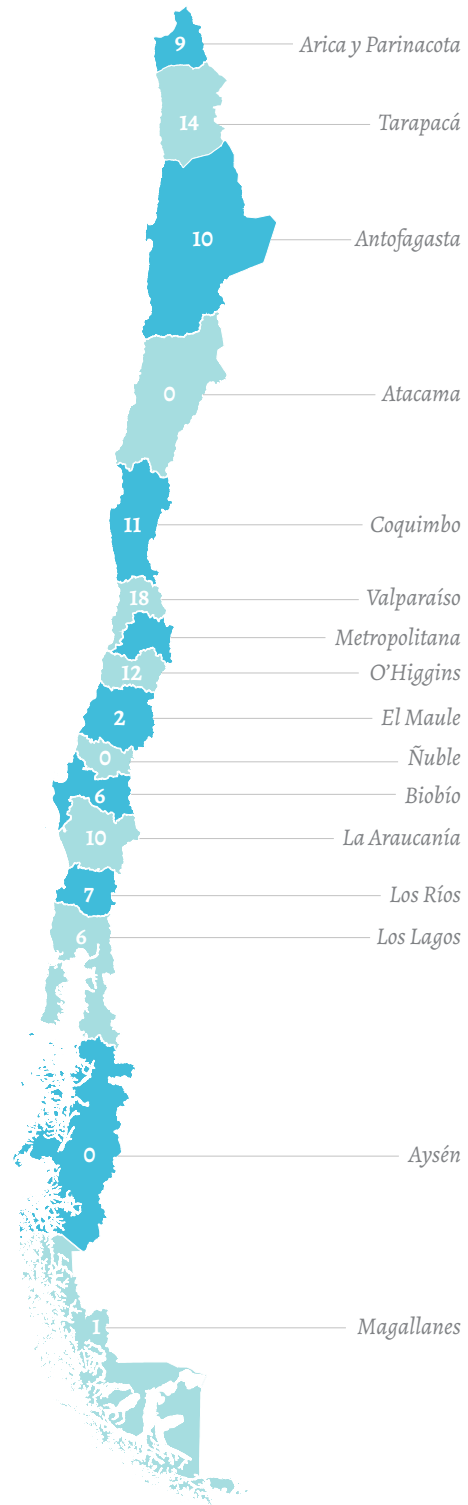 9 Arica y Parinacota
14 Tarapacá
10 Antofagasta
0 Atacama
11 Coquimbo
18 Valparaíso
Metropolitana
12 O’Higgins
2 El Maule
0 Ñuble
6 Biobío
10 La Araucanía
7 Los Ríos
6 Los Lagos
0 Aysén
1 Magallanes